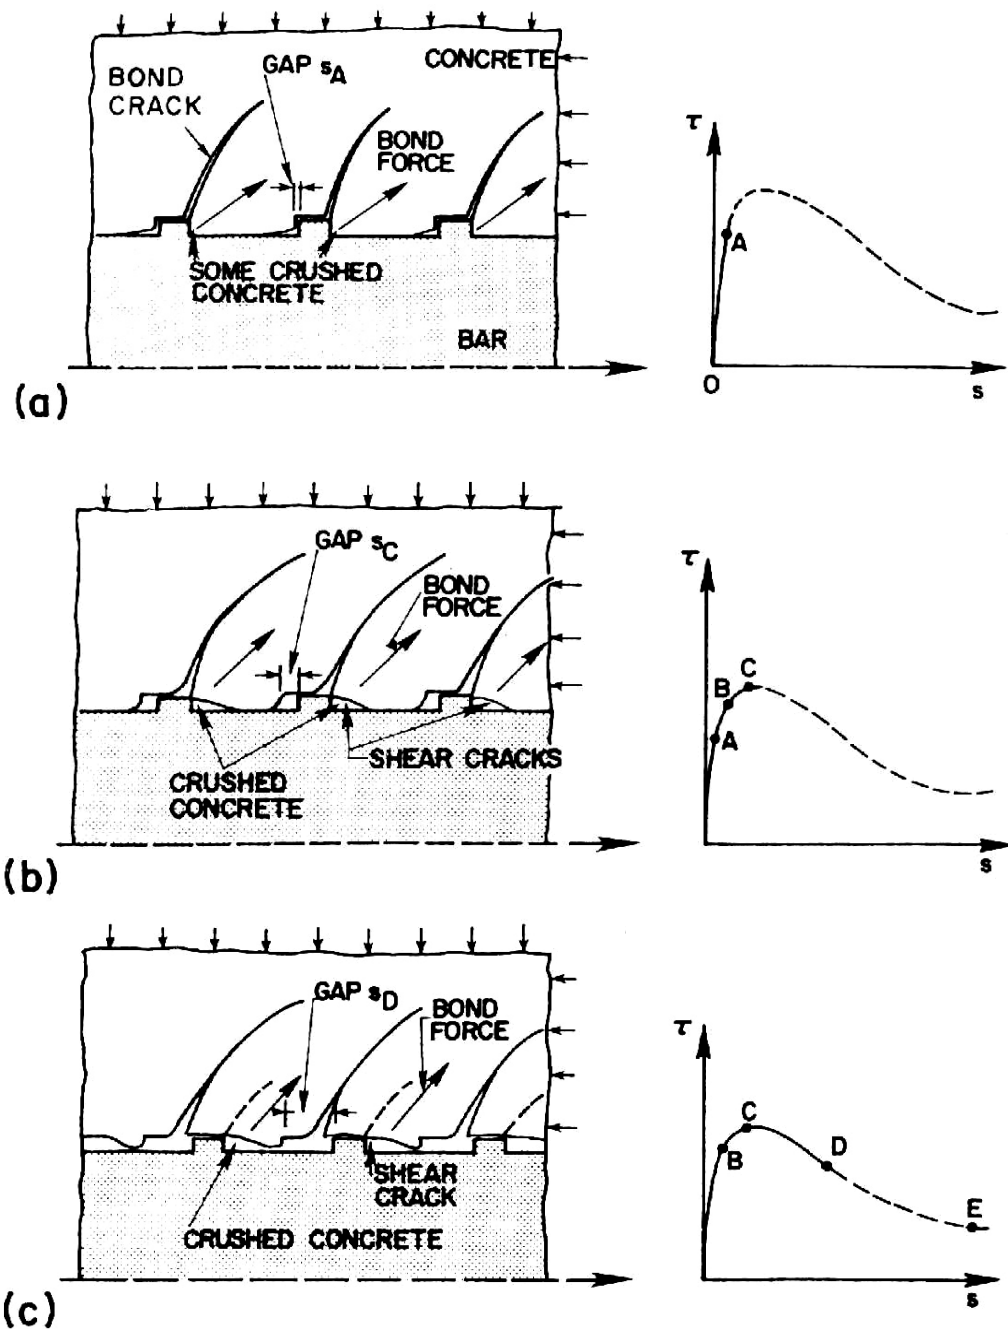 CONCRETE
GAP sA
BOND
CRACK
BOND
FORCE
SOME CRUSHED
CONCRETE
BAR
(a)
τ
A
O
s
GAP sC
BOND
FORCE
SHEAR CRACKS
CRUSHED
CONCRETE
(b)
τ
C
B
A
s
GAP sD
BOND
FORCE
SHEAR
CRACK
CRUSHED CONCRETE
(c)
τ
C
B
D
E
s